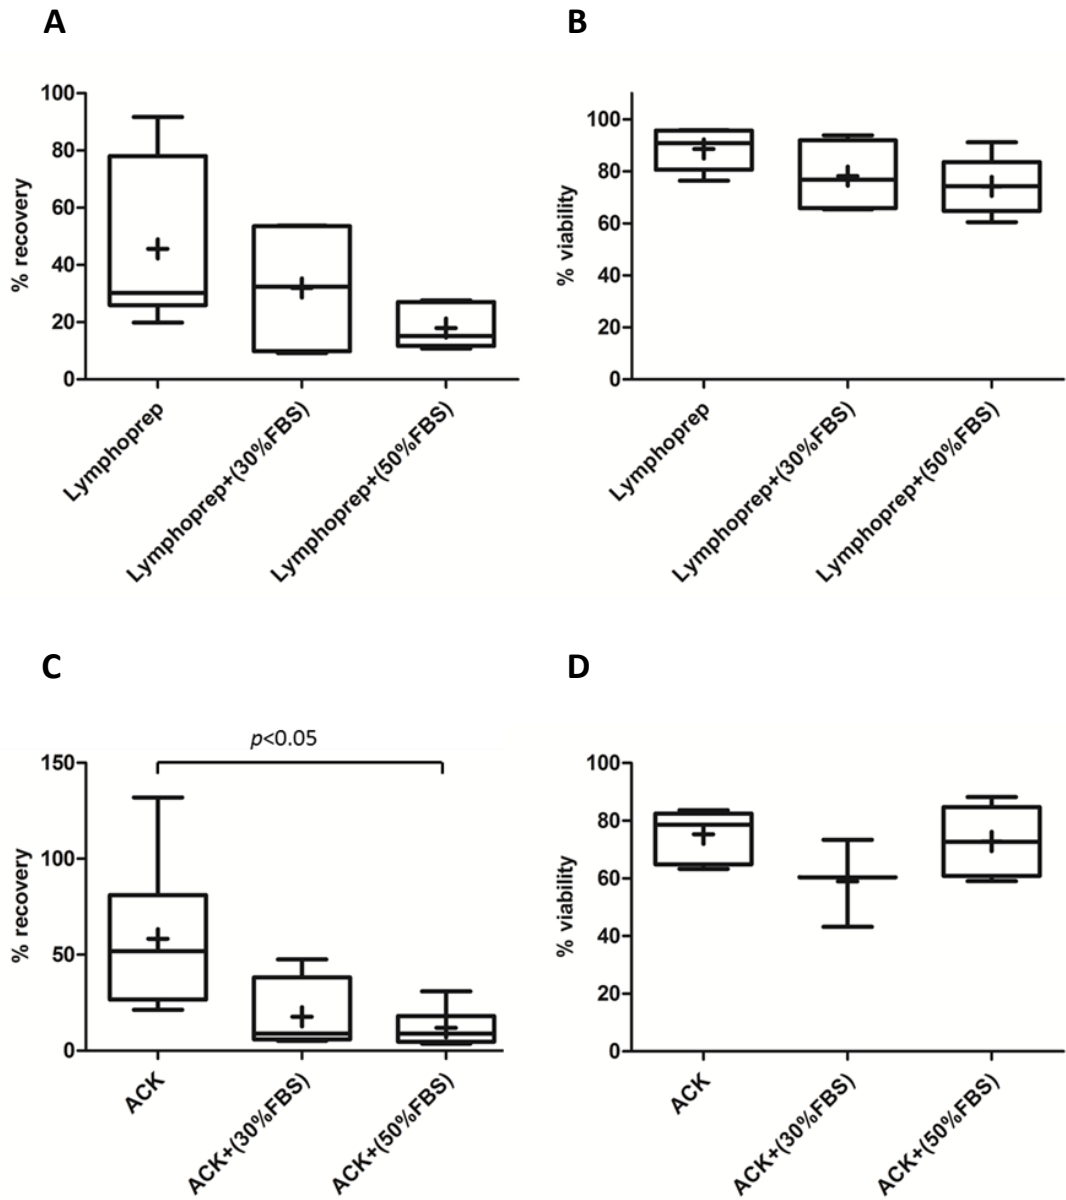 A
100
80
60
40
20
0
% recovery
Lymphoprep
Lymphoprep+(30%FBS)
Lymphoprep+(50%FBS)
B
100
80
60
40
20
0
% viability
Lymphoprep
Lymphoprep+(30%FBS)
Lymphoprep+(50%FBS)
C
p<0.05
150
100
50
0
% recovery
ACK
ACK+(30%FBS)
ACK+(50%FBS)
D
100
80
60
40
20
0
% viability
ACK
ACK+(30%FBS)
ACK+(50%FBS)